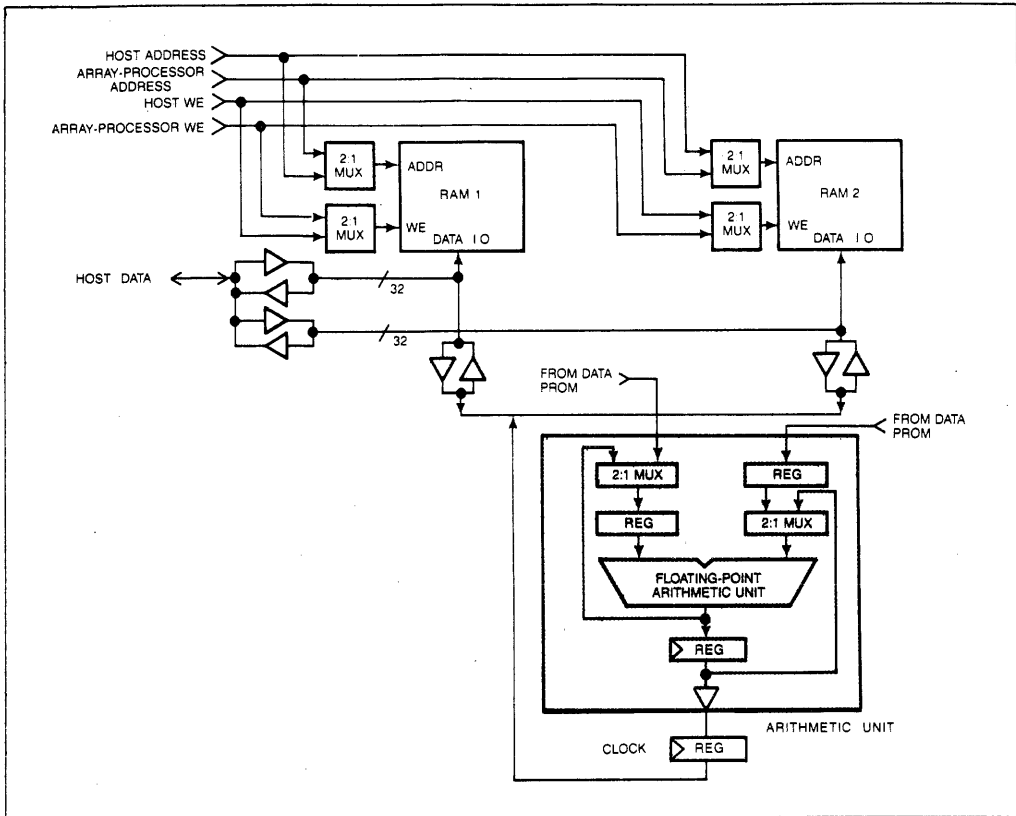 HOST ADDRESS
ARRAY-PROCESSOR
ADDRESS
HOST WE
ARRAY-PROCESSOR WE
2:1
MUX
ADDR
RAM 1
2:1
MUX
WE
DATA I O
2:1
MUX
ADDR
RAM 2
2:1
MUX
WE
DATA I O
HOST DATA
32
32
FROM DATA
PROM
FROM DATA
PROM
2:1 MUX
REG
REG
2:1 MUX
FLOATING-POINT
ARITHMETIC UNIT
REG
ARITHMETIC UNIT
CLOCK
REG